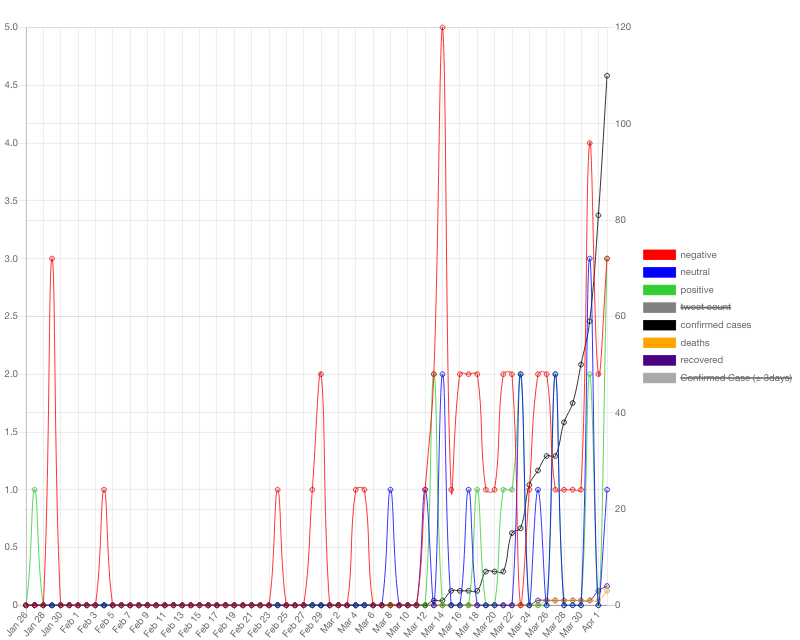 5.0
4.5
4.0
3.5
3.0
2.5
2.0
1.5
1.0
0.5
0
120
100
80
60
40
20
0
negative
neutral
positive
tweet count
confirmed cases
deaths
recovered
Confirmed Case (± 3days)
Jan 26
Jan 28
Jan 30
Feb 1
Feb 3
Feb 5
Feb 7
Feb 9
Feb 11
Feb 13
Feb 15
Feb 17
Feb 19
Feb 21
Feb 23
Feb 25
Feb 27
Feb 29
Mar 2
Mar 4
Mar 6
Mar 8
Mar 10
Mar 12
Mar 14
Mar 16
Mar 18
Mar 20
Mar 22
Mar 24
Mar 26
Mar 28
Mar 30
Apr 1